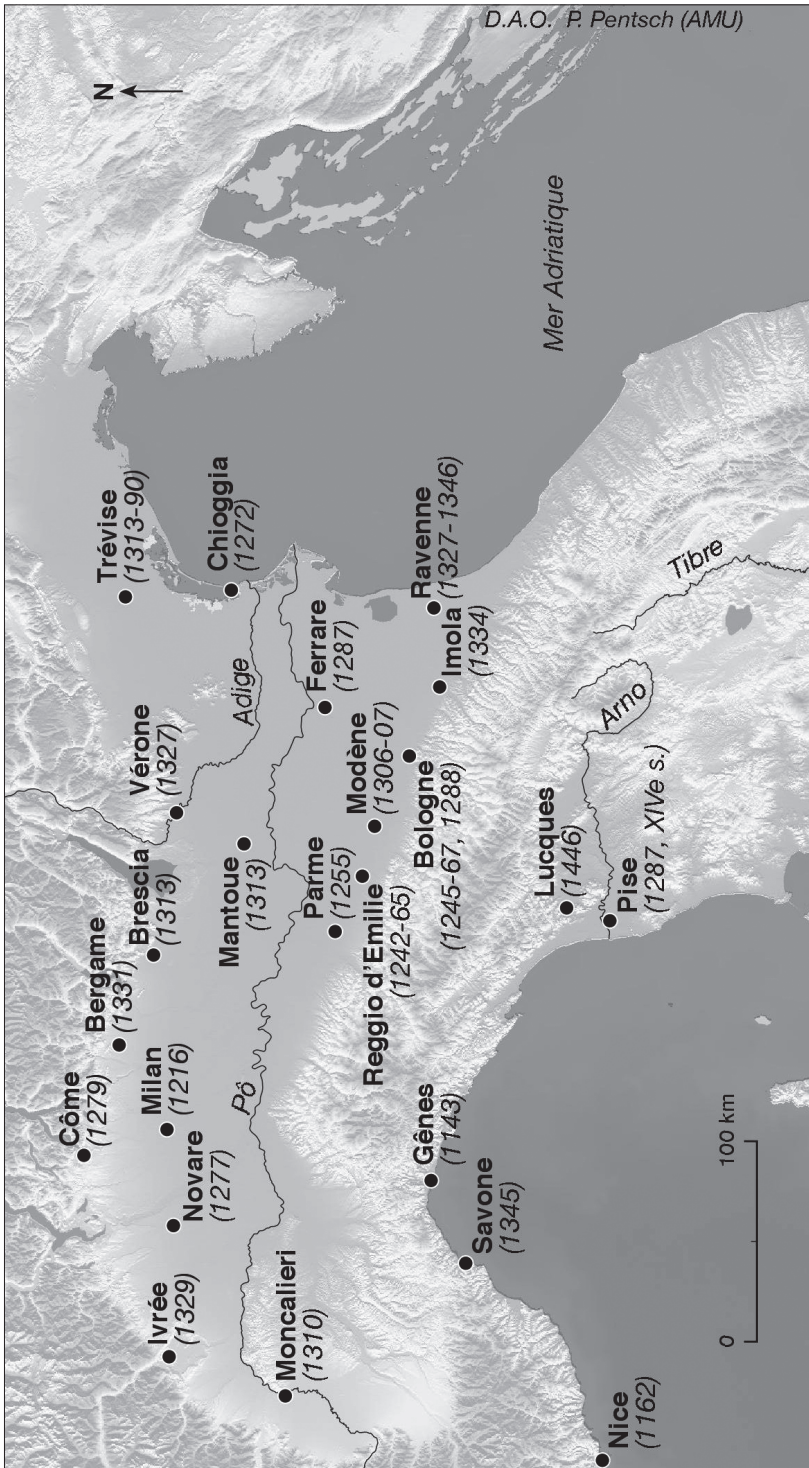 D.A.O. P. Pentsch (AMU)
N
Côme
(1279)
Bergame
(1331)
Trévise
(1313-90)
Ivrée
(1329)
Novare
(1277)
Milan
(1216)
Brescia
(1313)
Vérone
(1327)
Chioggia
(1272)
Adige
Mantoue
(1313)
Pô
Moncalieri
(1310)
Parme
(1255)
Ferrare
(1287)
Reggio d'Emilie
(1242-65)
Modène
(1306-07)
Bologne
(1245-67, 1288)
Imola
(1334)
Ravenne
(1327-1346)
Mer Adriatique
Gênes
(1143)
Savone
(1345)
Nice
(1162)
Lucques
(1446)
Pise
(1287, XIVe s.)
Arno
Tibre
0
100 km